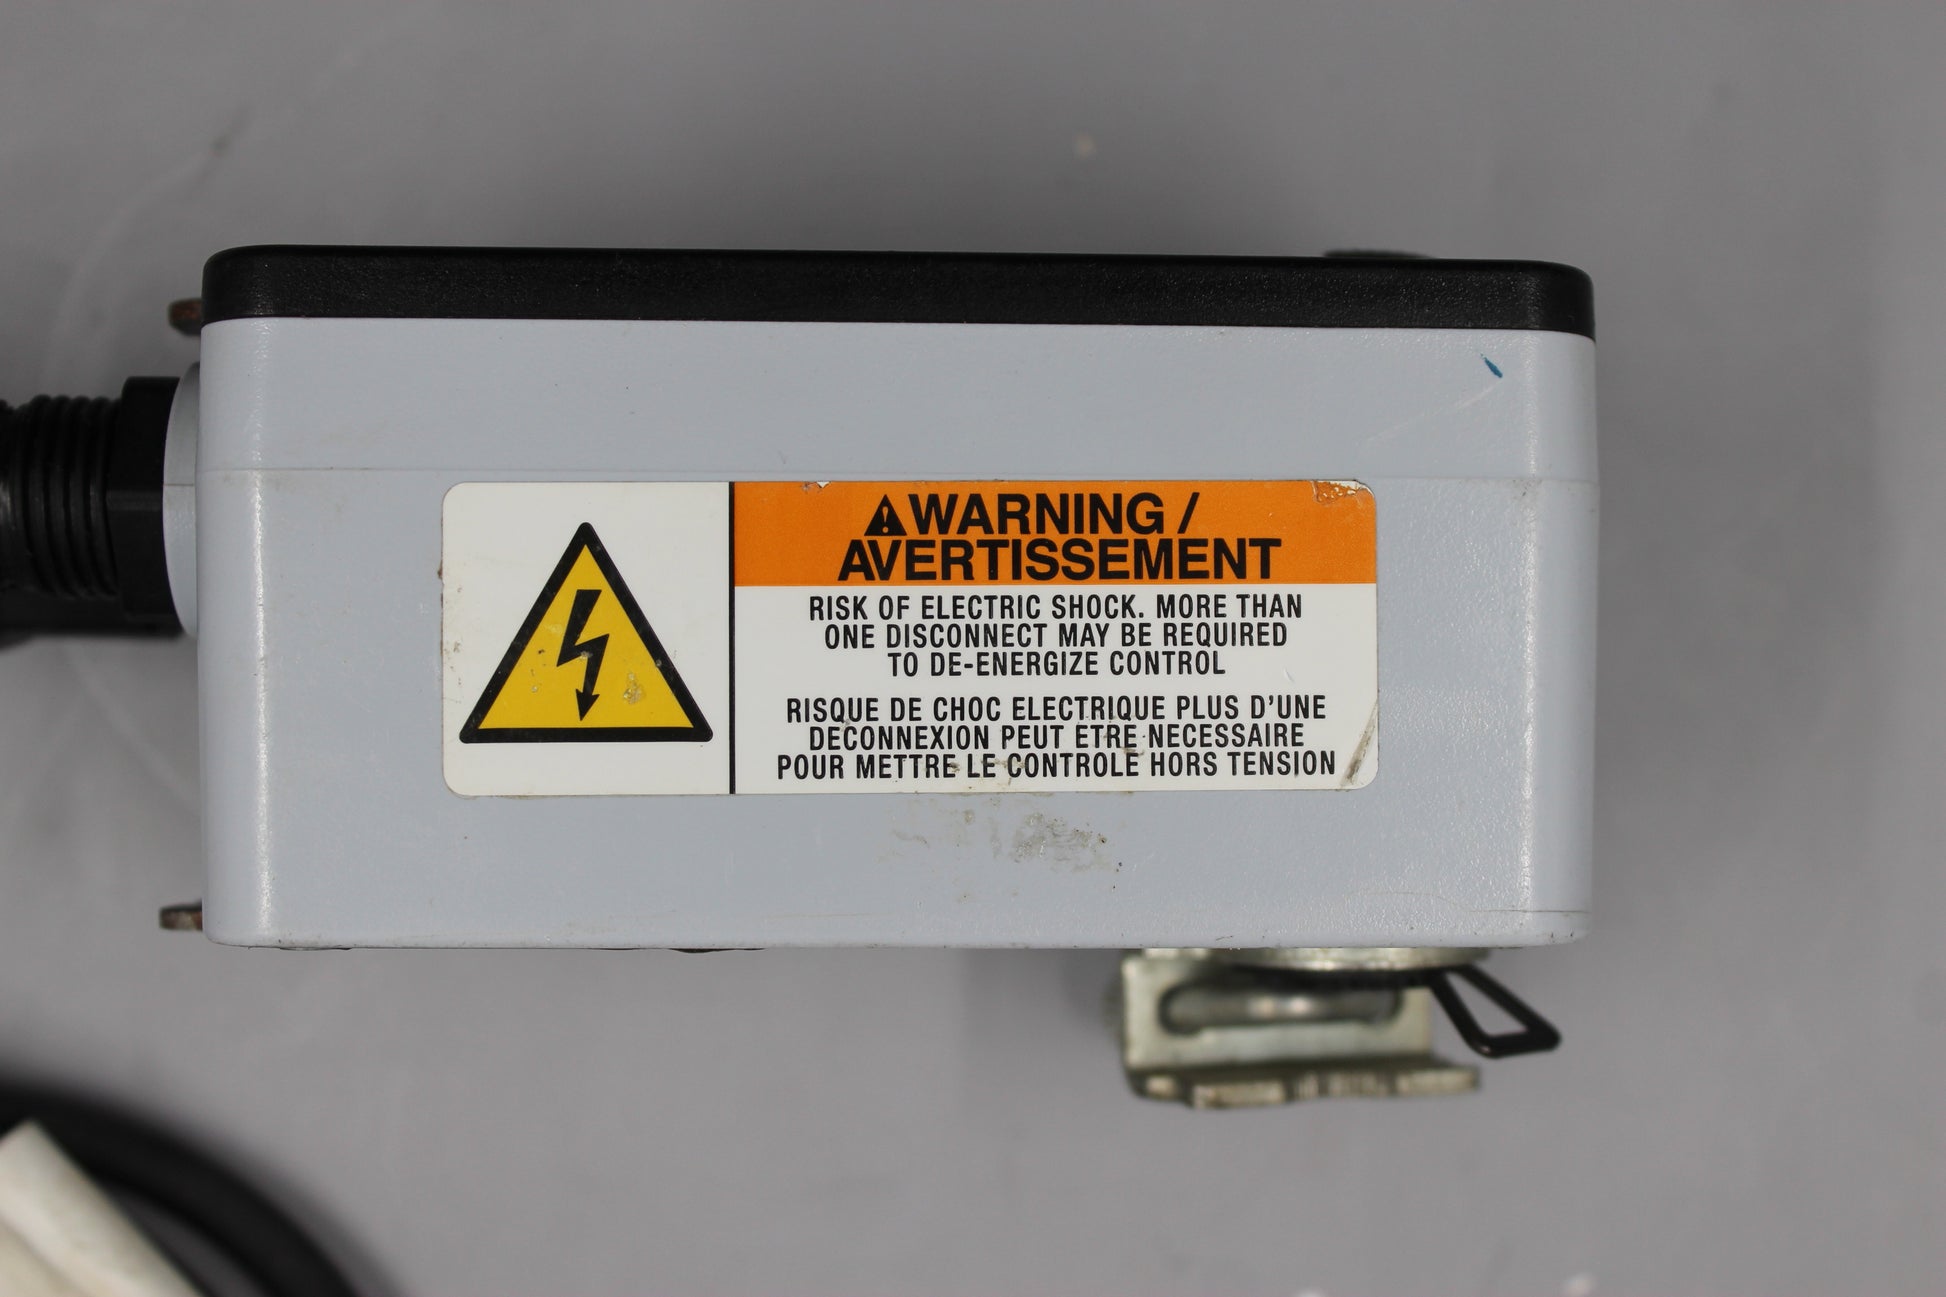 WARNING /
AVERTISSEMENT
RISK OF ELECTRIC SHOCK. MORE THAN
ONE DISCONNECT MAY BE REQUIRED
TO DE-ENERGIZE CONTROL
RISQUE DE CHOC ELECTRIQUE PLUS D'UNE
DECONNEXION PEUT ETRE NECESSAIRE
POUR METTRE LE CONTROLE HORS TENSION